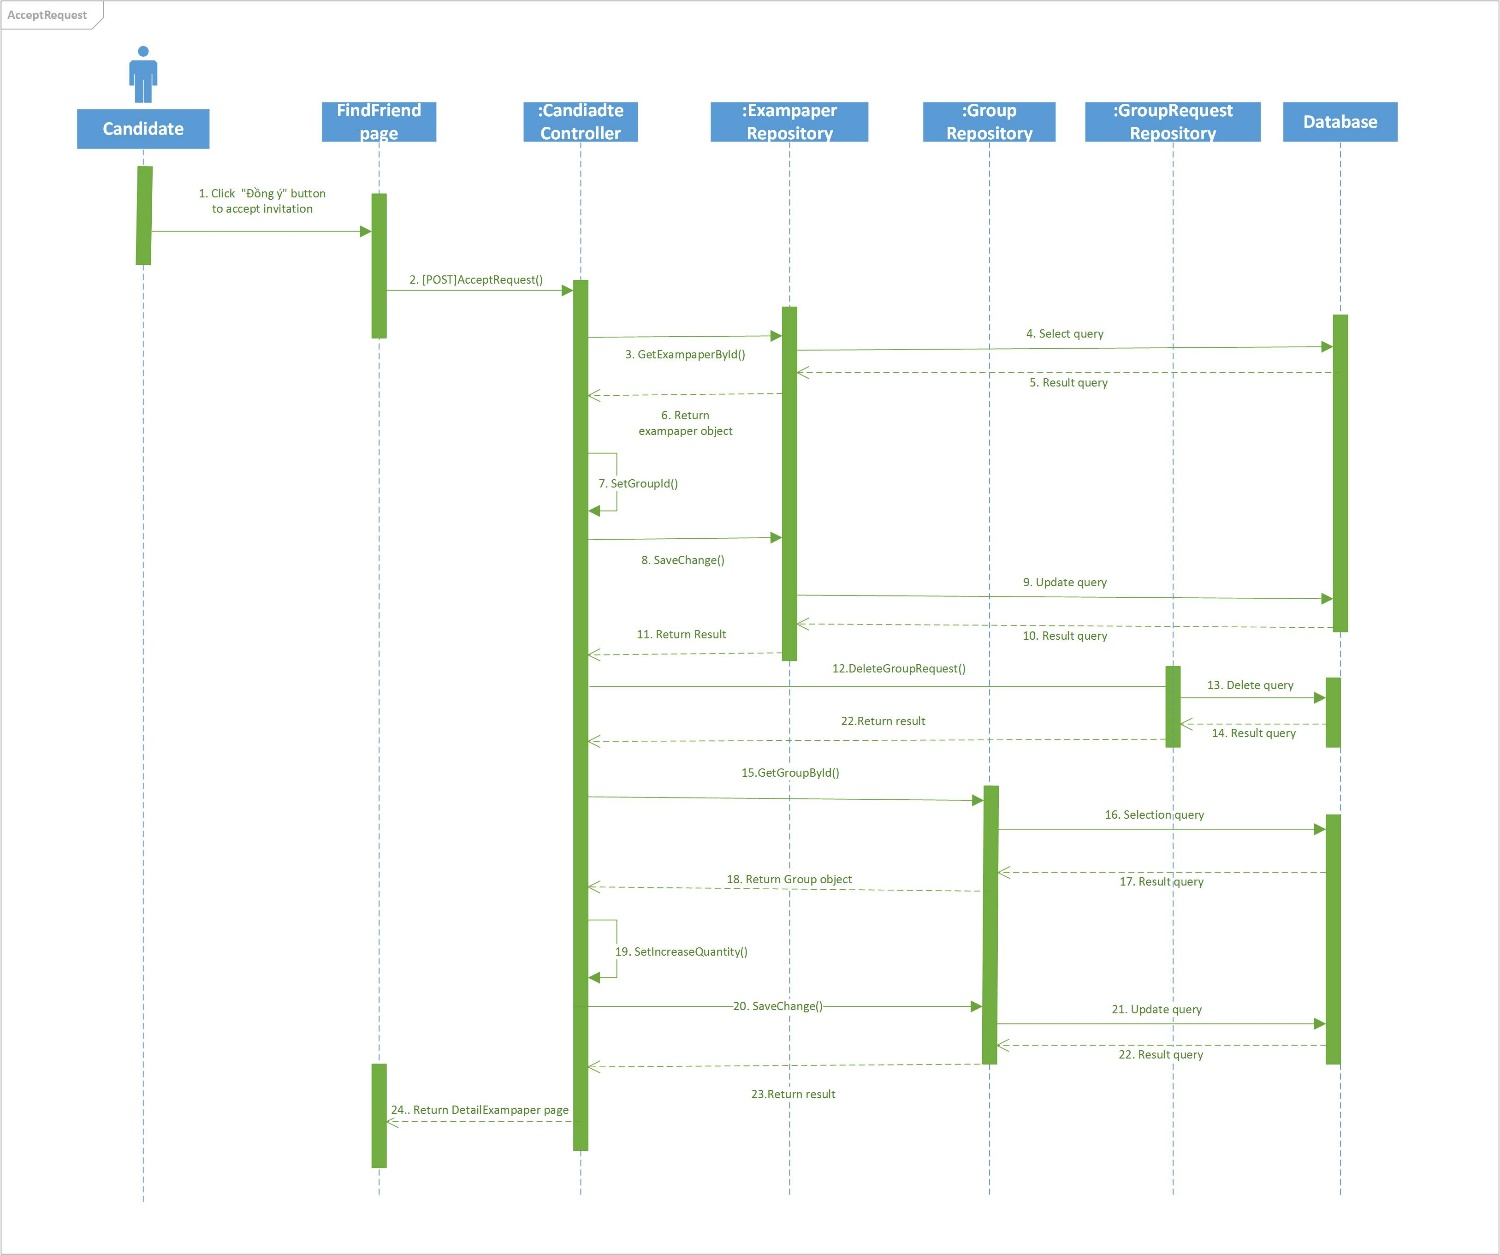 AcceptRequest
Candidate
FindFriend
page
:Candiadte
Controller
:Exampaper
Repository
:Group
Repository
:GroupRequest
Repository
Database
1. Click  "Đồng ý" button
to accept invitation
2. [POST]AcceptRequest()
3. GetExampaperById()
4. Select query
5. Result query
6. Return
exampaper object
7. SetGroupId()
8. SaveChange()
9. Update query
10. Result query
11. Return Result
12.DeleteGroupRequest()
13. Delete query
14. Result query
22.Return result
15.GetGroupById()
16. Selection query
17. Result query
18. Return Group object
19. SetIncreaseQuantity()
20. SaveChange()
21. Update query
22. Result query
23.Return result
24.. Return DetailExampaper page